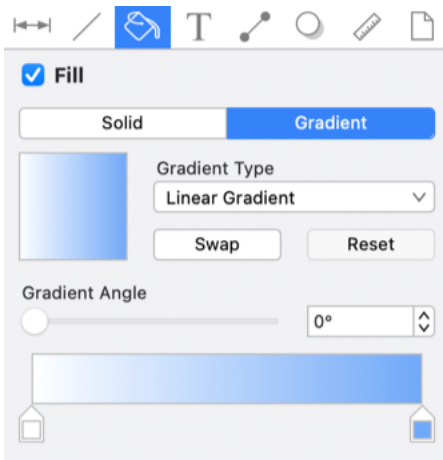 T
Fill
Solid Gradient
Gradient Type
Linear Gradient
Swap Reset
Gradient Angle
0°